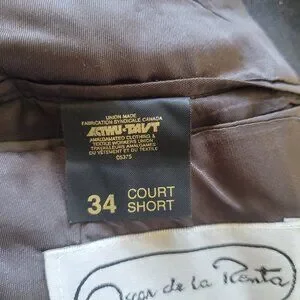 UNION MADE
FABRICATION SYNDICALE CANADA
ACTWU·TAVT
AMALGAMATED CLOTHING &
TEXTILE WORKERS UNION
TRAVAILLEURS AMALGAMES
DU VÊTEMENT ET DU TEXTILE
05375
34 COURT
SHORT
Oscar de la Renta